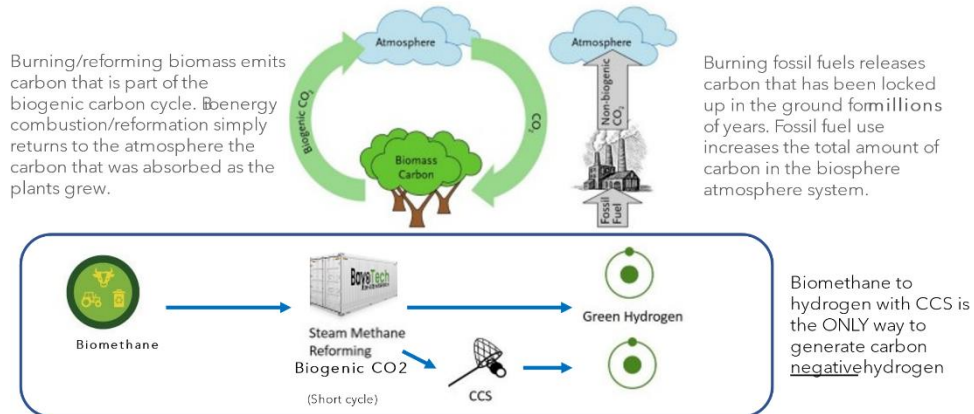 Burning/reforming biomass emits
carbon that is part of the
biogenic carbon cycle. Bioenergy
combustion/reformation simply
returns to the atmosphere the
carbon that was absorbed as the
plants grew.
Atmosphere
Biogenic CO2
CO2
Biomass
Carbon
Atmosphere
Non-biogenic
CO2
Fossil
Fuel
Burning fossil fuels releases
carbon that has been locked
up in the ground formillions
of years. Fossil fuel use
increases the total amount of
carbon in the biosphere
atmosphere system.
Biomethane
BayoTech
Steam Methane
Reforming
Biogenic CO2
(Short cycle)
CCS
Green Hydrogen
Biomethane to
hydrogen with CCS is
the ONLY way to
generate carbon
negativehydrogen